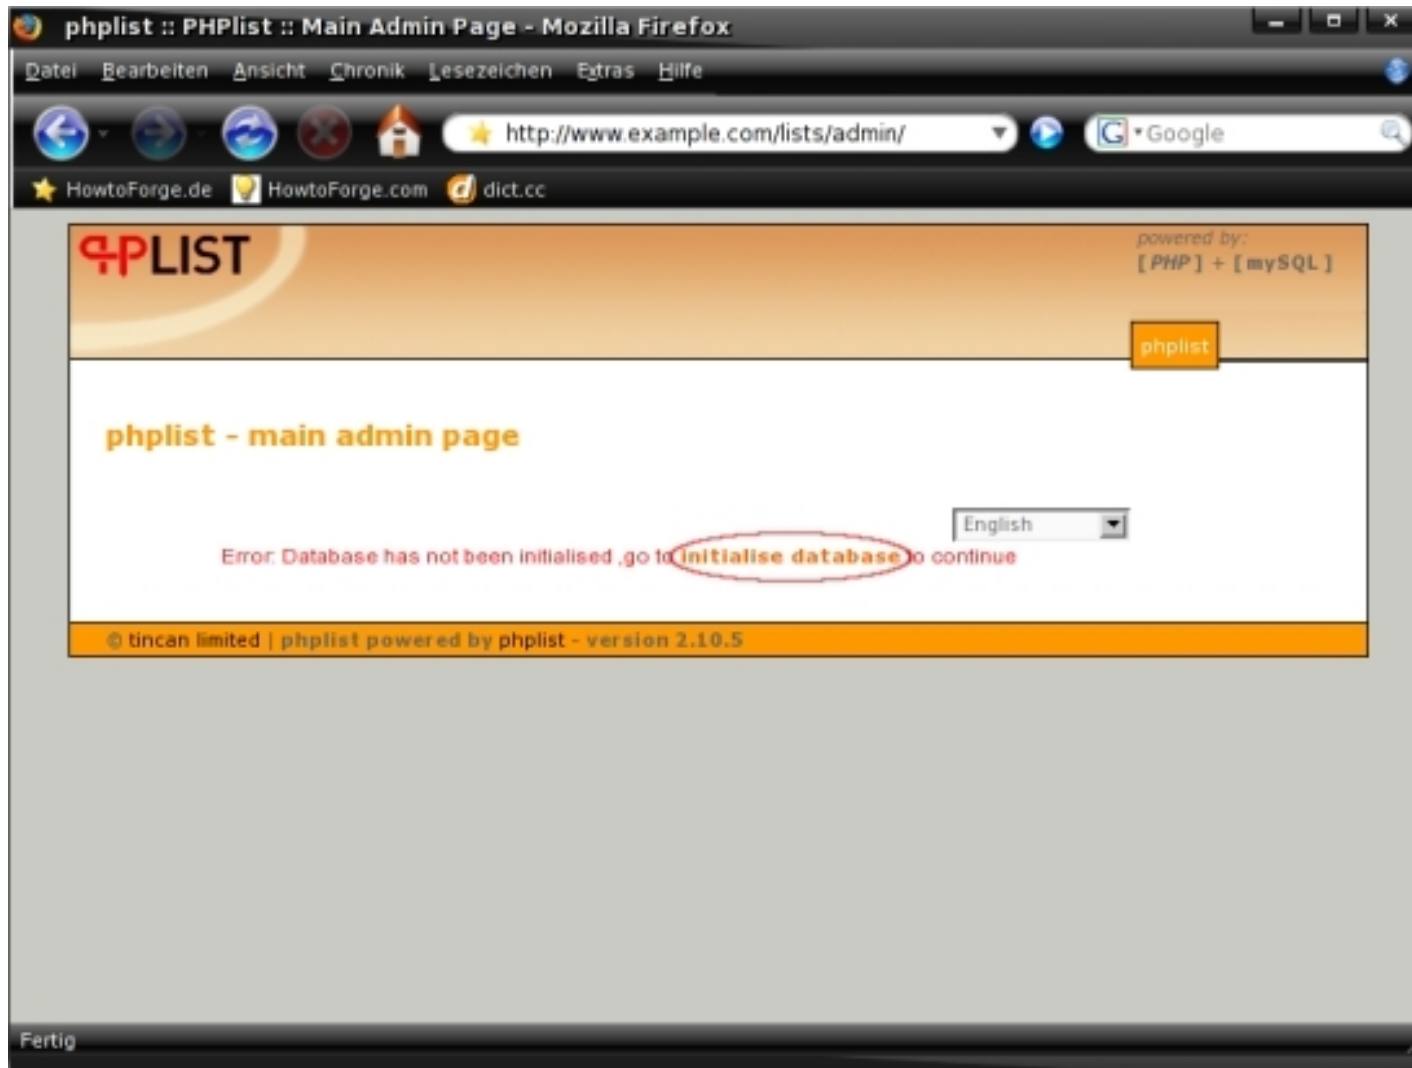 phplist :: PHPlist :: Main Admin Page - Mozilla Firefox
Datei Bearbeiten Ansicht Chronik Lesezeichen Extras Hilfe
http://www.example.com/lists/admin/ G Google
HowtoForge.de HowtoForge.com d dict.cc
PHPLIST
powered by:
[ PHP ] + [ mySQL ]
phplist
phplist - main admin page
English
Error: Database has not been initialised ,go to initialise database to continue
© tincan limited | phplist powered by phplist - version 2.10.5
Fertig